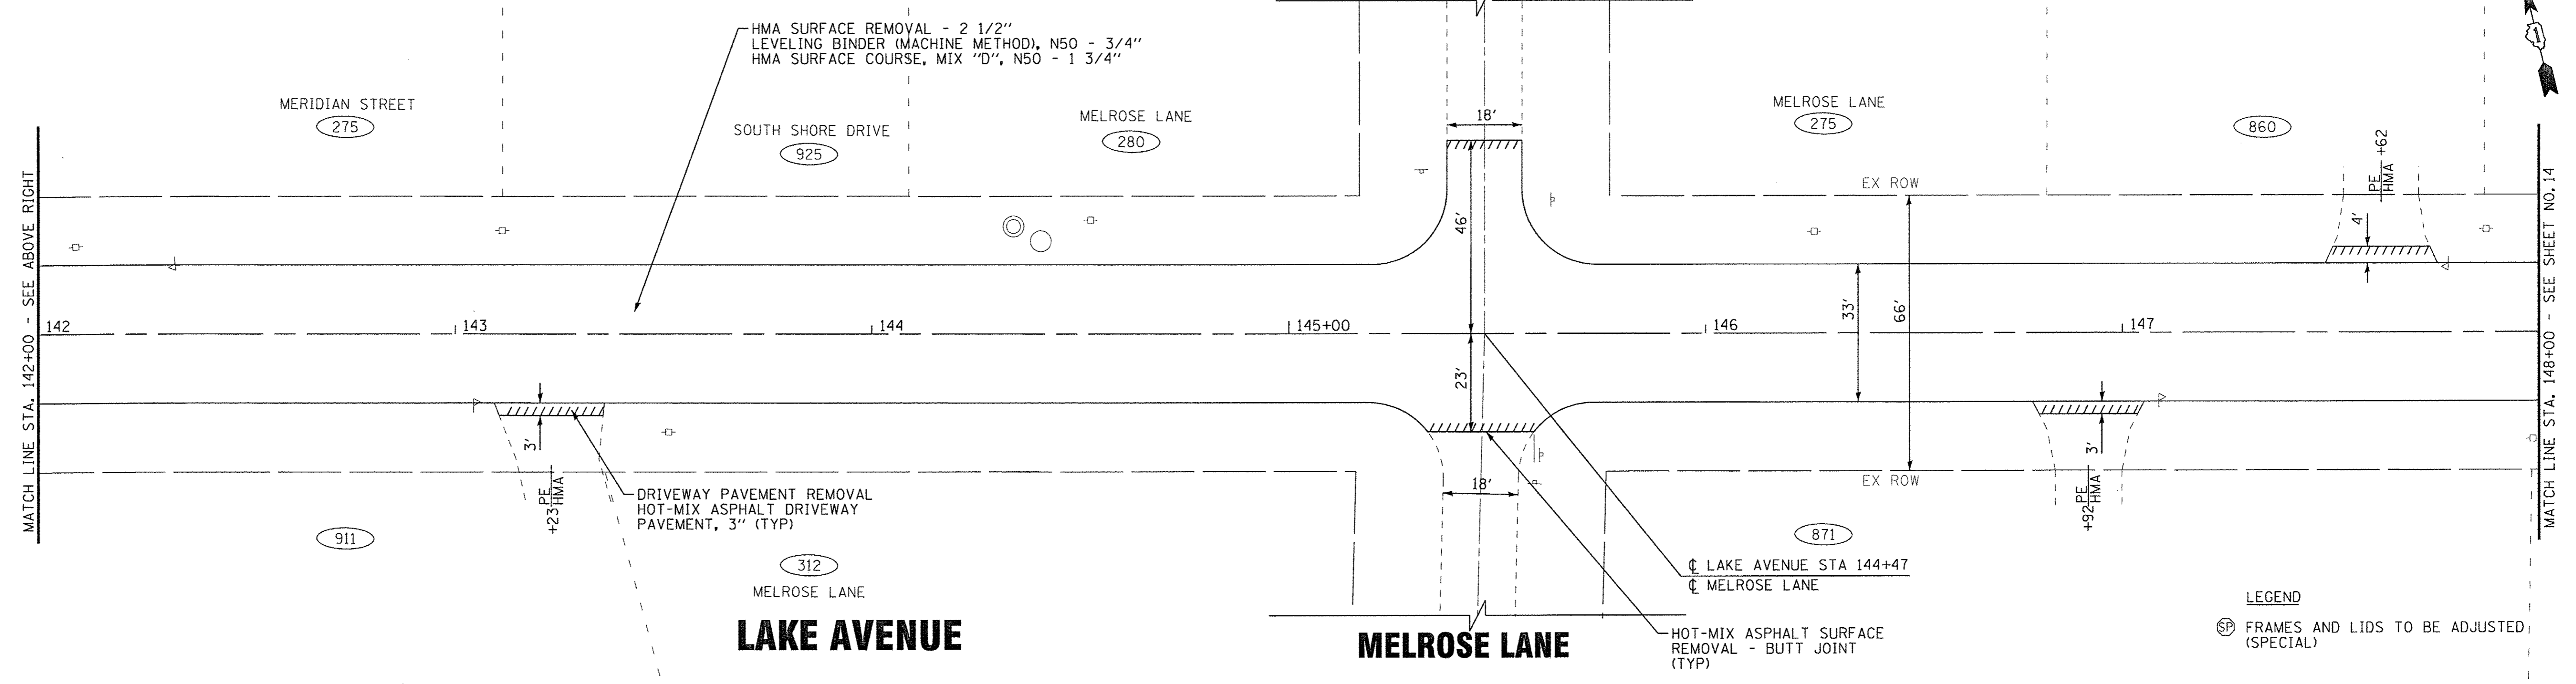 HMA SURFACE REMOVAL - 2 1/2"
LEVELING BINDER (MACHINE METHOD), N50 - 3/4"
HMA SURFACE COURSE, MIX "D", N50 - 1 3/4"
MERIDIAN STREET
275
SOUTH SHORE DRIVE
925
MELROSE LANE
280
18'
MELROSE LANE
275
860
PE
HMA
+62
4'
EX ROW
MATCH LINE STA. 142+00 - SEE ABOVE RIGHT
46'
33'
66'
142
143
144
145+00
146
147
23'
3'
PE
HMA
+23
DRIVEWAY PAVEMENT REMOVAL
HOT-MIX ASPHALT DRIVEWAY
PAVEMENT, 3" (TYP)
18'
EX ROW
3'
PE
HMA
+92
MATCH LINE STA. 148+00 - SEE SHEET NO. 14
911
312
MELROSE LANE
871
℄ LAKE AVENUE STA 144+47
℄ MELROSE LANE
LAKE AVENUE
MELROSE LANE
HOT-MIX ASPHALT SURFACE
REMOVAL - BUTT JOINT
(TYP)
LEGEND
SP FRAMES AND LIDS TO BE ADJUSTED
(SPECIAL)